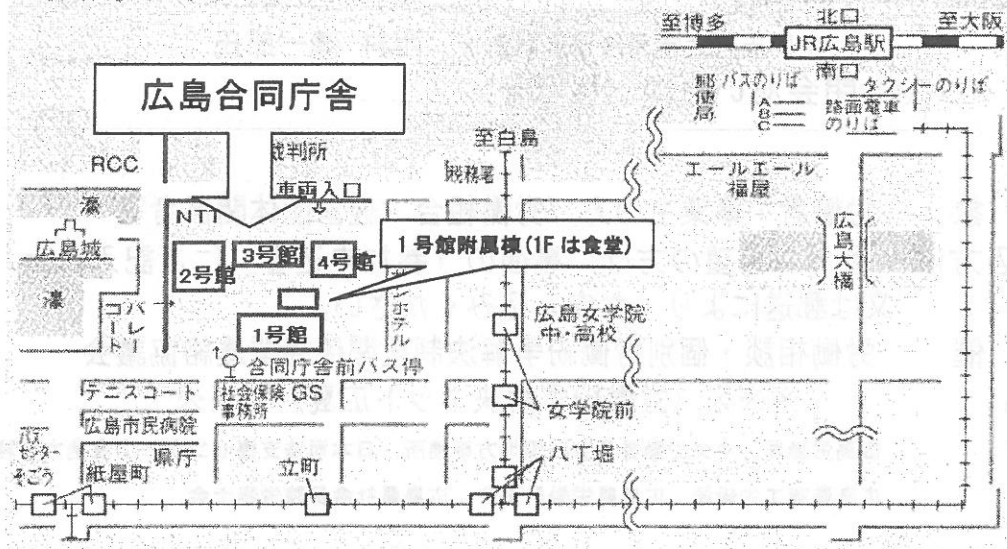 至博多
北口
至大阪
JR広島駅
南口
郵便局
バスのりば
A
B
C
タクシーのりば
路面電車
のりば
広島合同庁舎
RCC
裁判所
車両入口
至白島
税務署
エールエール
福屋
濠
広島城
濠
NTT
2号館
3号館
4号館
1号館附属棟(1Fは食堂)
1号館
バレー
コート
ホテル
広島女学院
中・高校
広島大橋
合同庁舎前バス停
テニスコート
社会保険
事務所
GS
広島市民病院
女学院前
県庁
バス
センター
そごう
紙屋町
立町
八丁堀